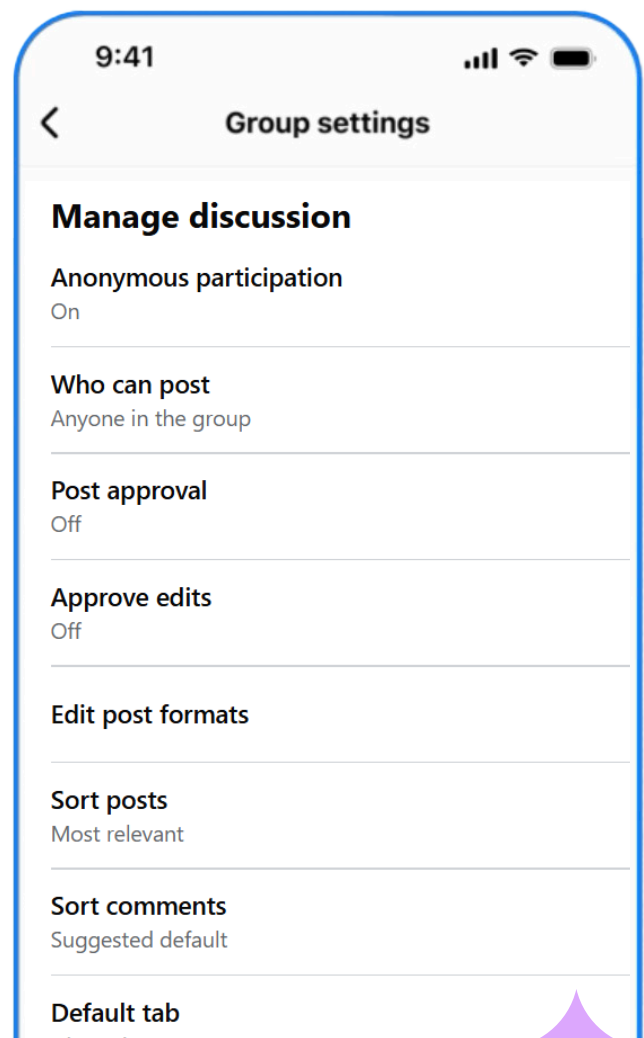 9:41
Group settings
Manage discussion
Anonymous participation
On
Who can post
Anyone in the group
Post approval
Off
Approve edits
Off
Edit post formats
Sort posts
Most relevant
Sort comments
Suggested default
Default tab